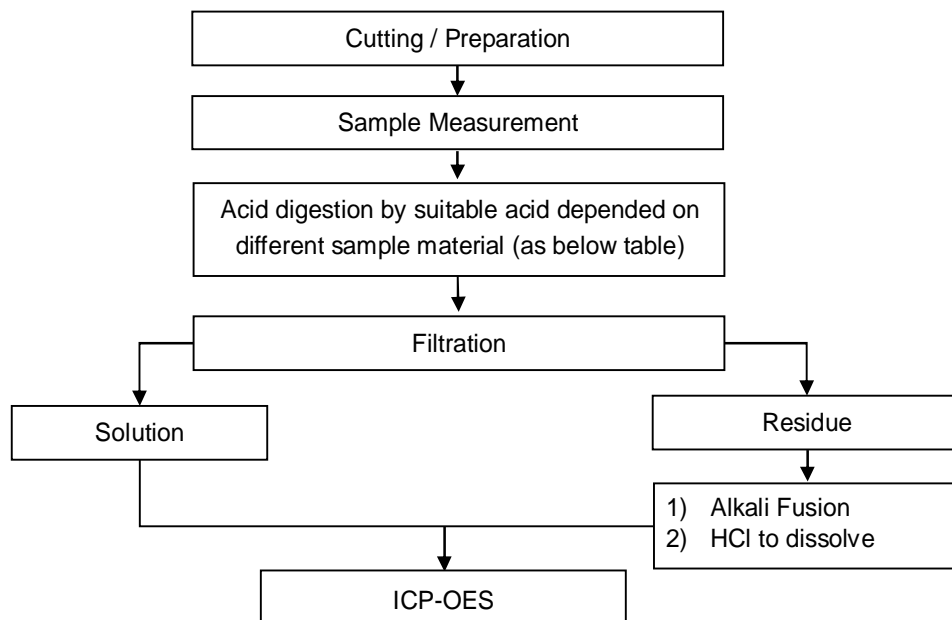 Cutting / Preparation
Sample Measurement
Acid digestion by suitable acid depended on
different sample material (as below table)
Filtration
Solution
Residue
1) Alkali Fusion
2) HCl to dissolve
ICP-OES